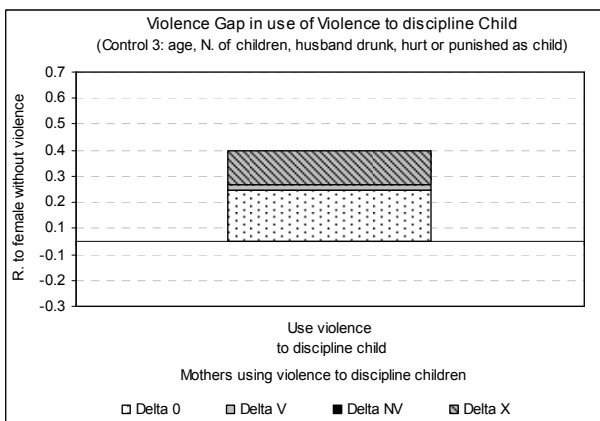 Violence Gap in use of Violence to discipline Child
(Control 3: age, N. of children, husband drunk, hurt or punished as child)
R. to female without violence
0.7
0.6
0.5
0.4
0.3
0.2
0.1
-0.1
-0.2
-0.3
Use violence
to discipline child
Mothers using violence to discipline children
Delta 0 Delta V Delta NV Delta X